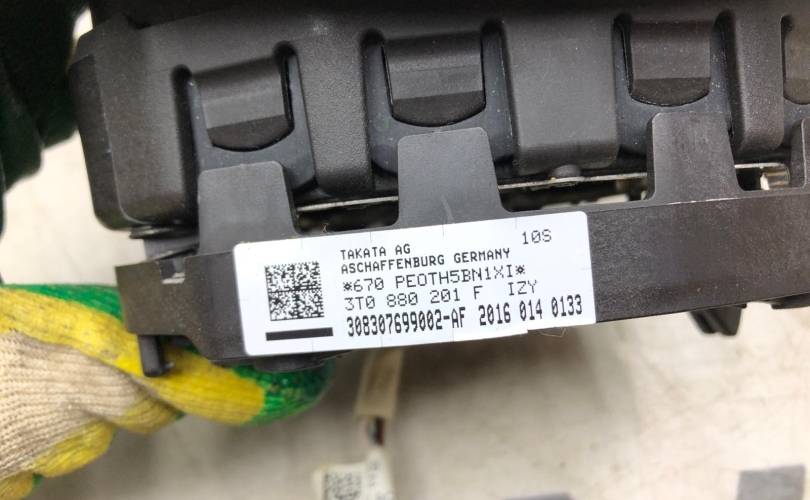 TAKATA AG 10S
ASCHAFFENBURG GERMANY
*670 PEOTH5BN1XI*
3T0 880 201 F IZY
308307699002-AF 2016 014 0133